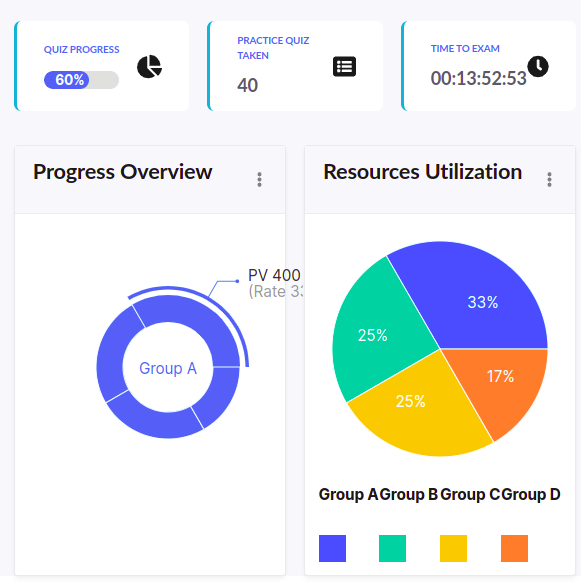 QUIZ PROGRESS
60%
PRACTICE QUIZ
TAKEN
40
TIME TO EXAM
00:13:52:53
Progress Overview
Resources Utilization
PV 400
(Rate 33
Group A
33%
25%
17%
25%
Group A Group B Group C Group D